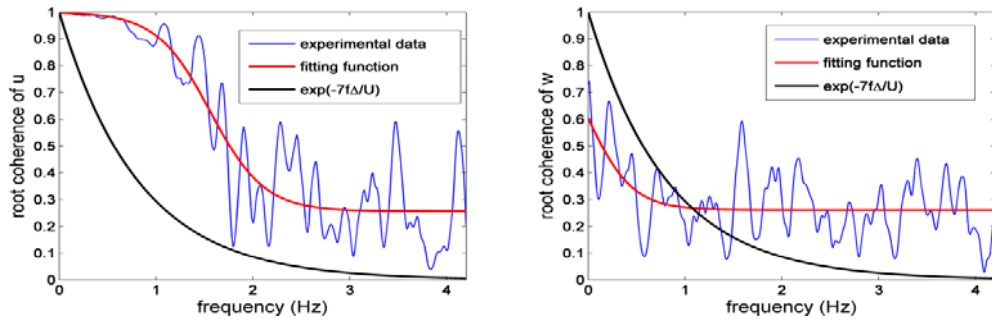 root coherence of u
1
0.9
0.8
0.7
0.6
0.5
0.4
0.3
0.2
0.1
0
experimental data
fitting function
exp(-7fΔ/U)
0 1 2 3 4
frequency (Hz)
root coherence of w
1
0.9
0.8
0.7
0.6
0.5
0.4
0.3
0.2
0.1
0
experimental data
fitting function
exp(-7fΔ/U)
0 1 2 3 4
frequency (Hz)